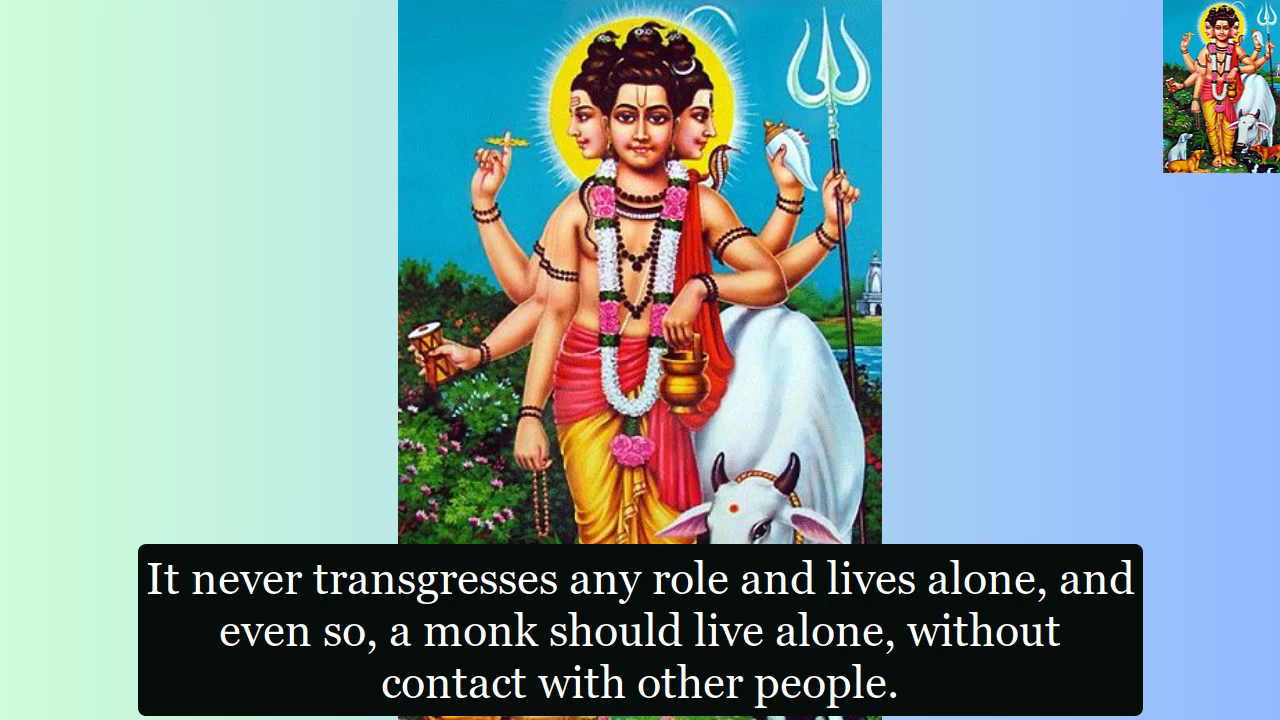 It never transgresses any role and lives alone, and
even so, a monk should live alone, without
contact with other people.